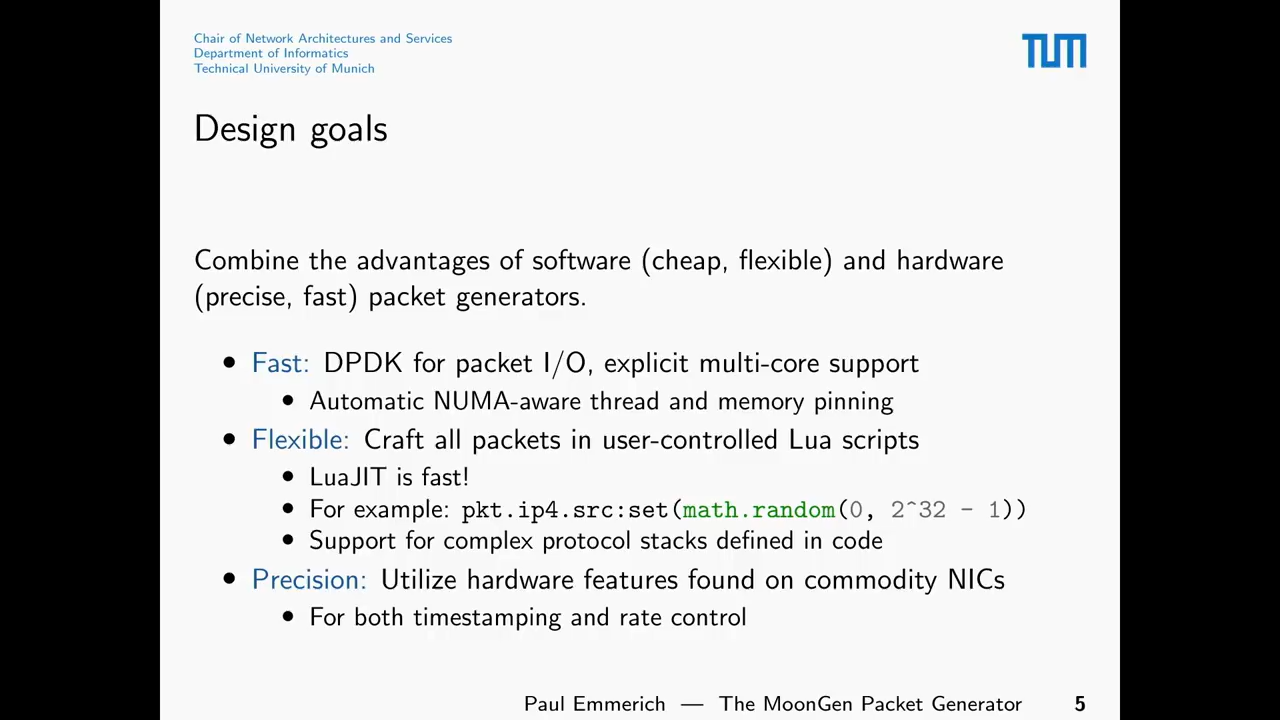 Chair of Network Architectures and Services
Department of Informatics
Technical University of Munich
TUM
Design goals
Combine the advantages of software (cheap, flexible) and hardware
(precise, fast) packet generators.
• Fast: DPDK for packet I/O, explicit multi-core support
• Automatic NUMA-aware thread and memory pinning
• Flexible: Craft all packets in user-controlled Lua scripts
• LuaJIT is fast!
• For example: pkt.ip4.src:set(math.random(0, 2^32 - 1))
• Support for complex protocol stacks defined in code
• Precision: Utilize hardware features found on commodity NICs
• For both timestamping and rate control
Paul Emmerich — The MoonGen Packet Generator 5